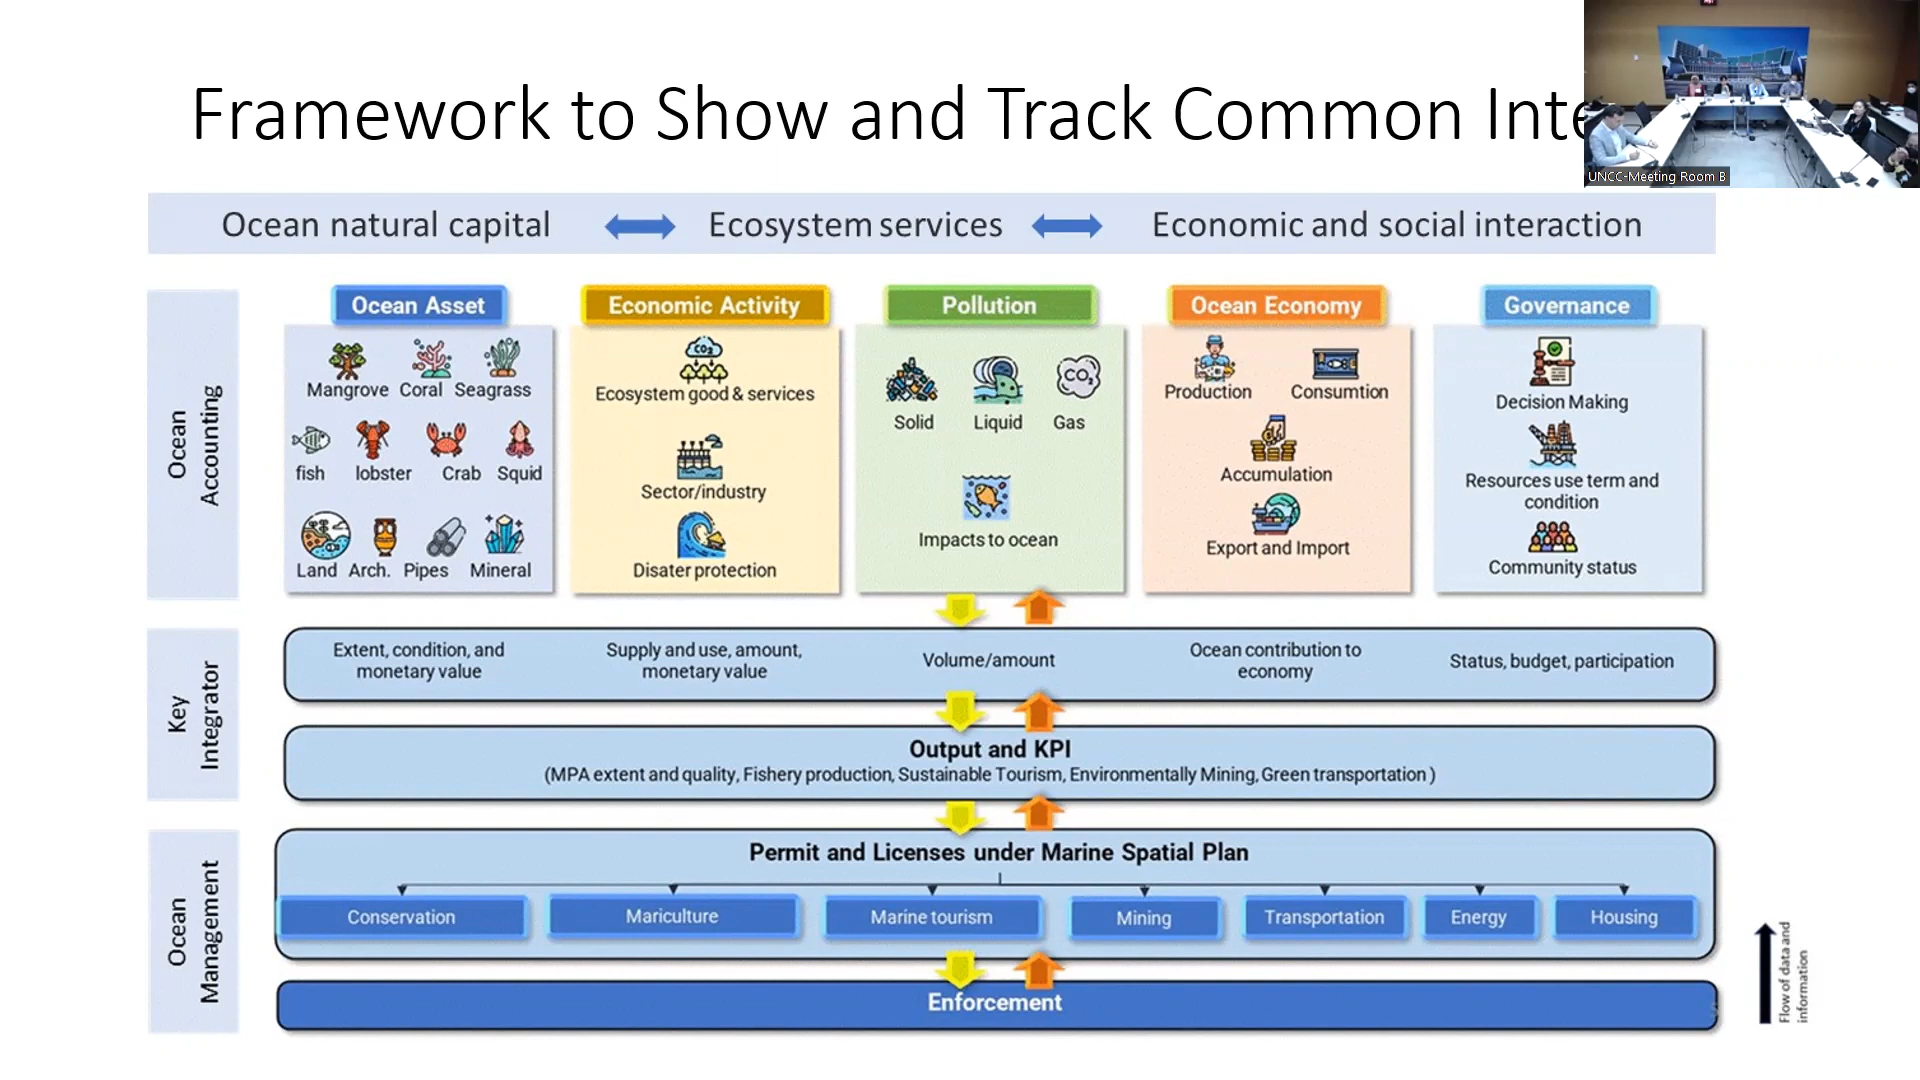 Framework to Show and Track Common Inte
UNCC-Meeting Room B
Ocean natural capital
Ecosystem services
Economic and social interaction
Ocean
Accounting
Ocean Asset
Mangrove Coral Seagrass
fish lobster Crab Squid
Land Arch. Pipes Mineral
Economic Activity
CO₂
Ecosystem good & services
Sector/industry
Disater protection
Pollution
CO₂
Solid Liquid Gas
Impacts to ocean
Ocean Economy
Production Consumtion
Accumulation
Export and Import
Governance
Decision Making
Resources use term and
condition
Community status
Key
Integrator
Extent, condition, and
monetary value
Supply and use, amount,
monetary value
Volume/amount
Ocean contribution to
economy
Status, budget, participation
Output and KPI
(MPA extent and quality, Fishery production, Sustainable Tourism, Environmentally Mining, Green transportation )
Ocean
Management
Permit and Licenses under Marine Spatial Plan
Conservation Mariculture Marine tourism Mining Transportation Energy Housing
Enforcement
Flow of data and
information